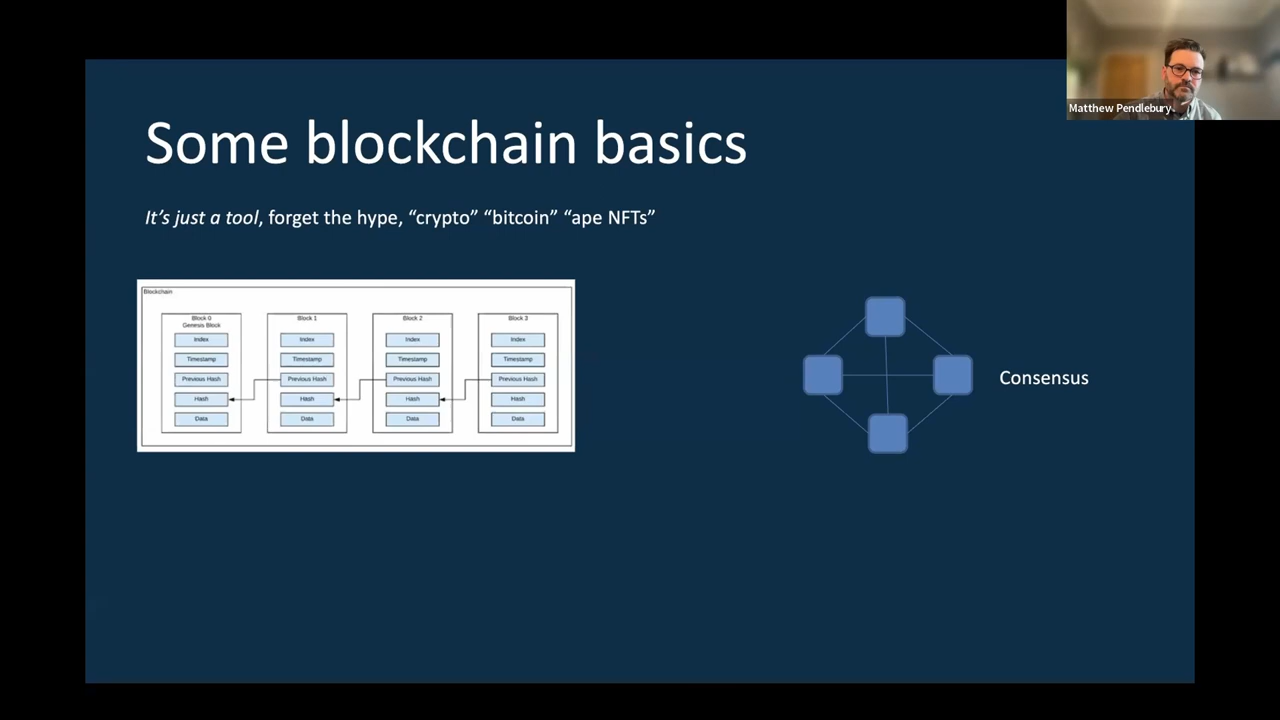 Matthew Pendlebury
Some blockchain basics
It's just a tool, forget the hype, “crypto” “bitcoin” “ape NFTs”
Blockchain
Block 0
Genesis Block
Index
Timestamp
Previous Hash
Hash
Data
Block 1
Index
Timestamp
Previous Hash
Hash
Data
Block 2
Index
Timestamp
Previous Hash
Hash
Data
Block 3
Index
Timestamp
Previous Hash
Hash
Data
Consensus